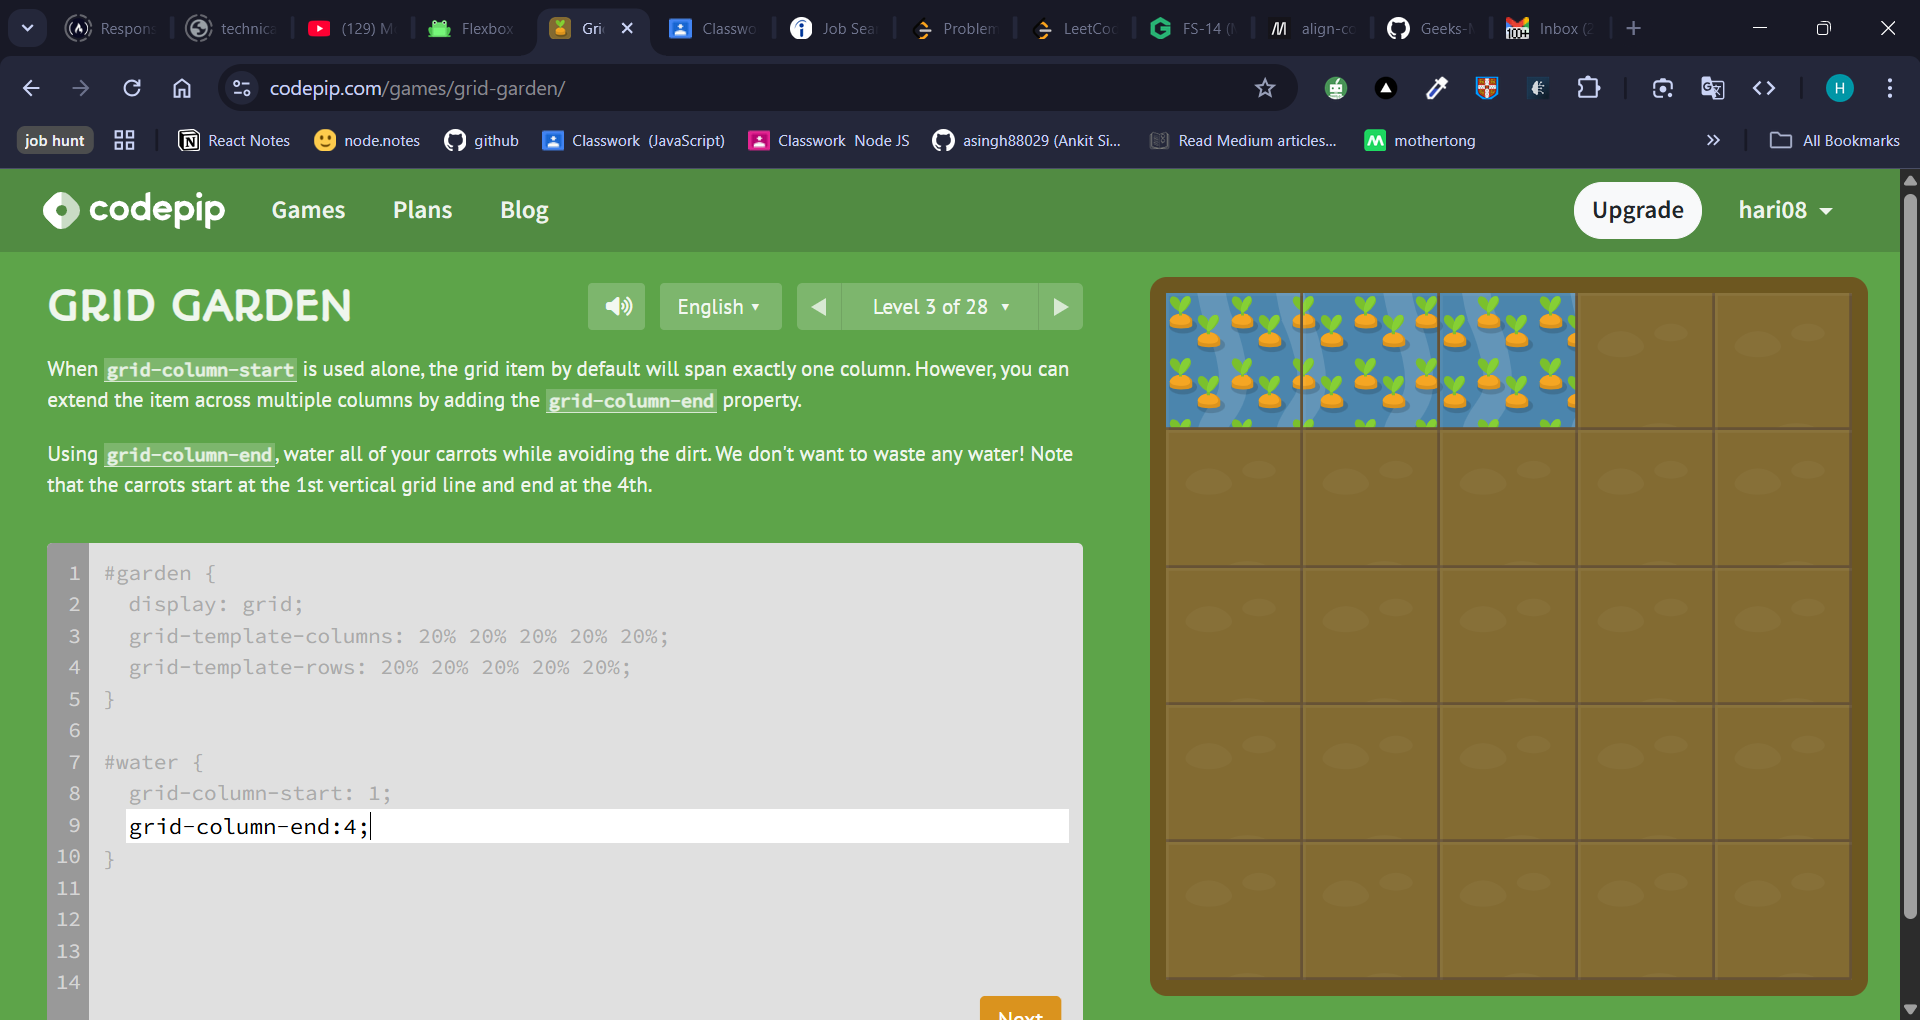 Respons
technica
(129) M
Flexbox
Gri
Classwo
Job Sea
Problem
LeetCod
FS-14 (
align-co
Geeks-
100+
Inbox (2
codepip.com/games/grid-garden/
H
job hunt
React Notes
node.notes
github
Classwork (JavaScript)
Classwork Node JS
asingh88029 (Ankit Si...
Read Medium articles...
mothertong
All Bookmarks
codepip
Games
Plans
Blog
Upgrade
hari08
GRID GARDEN
English
Level 3 of 28
When grid-column-start is used alone, the grid item by default will span exactly one column. However, you can
extend the item across multiple columns by adding the grid-column-end property.
Using grid-column-end, water all of your carrots while avoiding the dirt. We don't want to waste any water! Note
that the carrots start at the 1st vertical grid line and end at the 4th.
1 #garden {
2 display: grid;
3 grid-template-columns: 20% 20% 20% 20% 20%;
4 grid-template-rows: 20% 20% 20% 20% 20%;
5 }
6
7 #water {
8 grid-column-start: 1;
9 grid-column-end:4;
10 }
11
12
13
14
Next